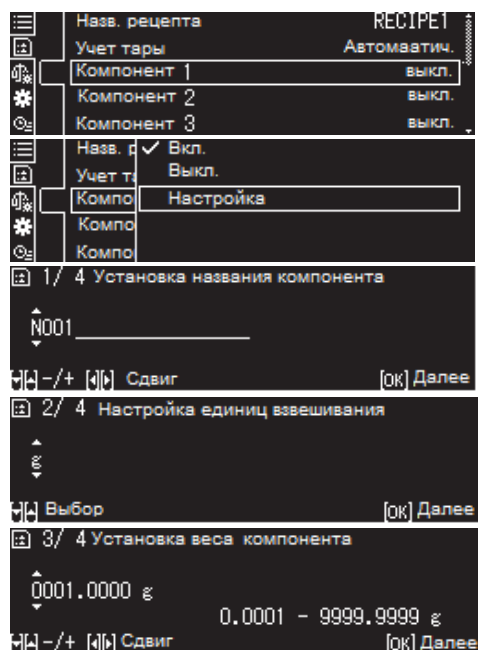 Назв. рецепта RECIPE1
Учет тары Автомаатич.
Компонент 1 выкл.
Компонент 2 выкл.
Компонент 3 выкл.
Назв. р ✓ Вкл.
Учет та Выкл.
Компо Настройка
Компо
Компо
1/ 4 Установка названия компонента
N001
-/+ Сдвиг [OK] Далее
2/ 4 Настройка единиц взвешивания
g
Выбор [OK] Далее
3/ 4 Установка веса компонента
0001.0000 g
0.0001 - 9999.9999 g
-/+ Сдвиг [OK] Далее